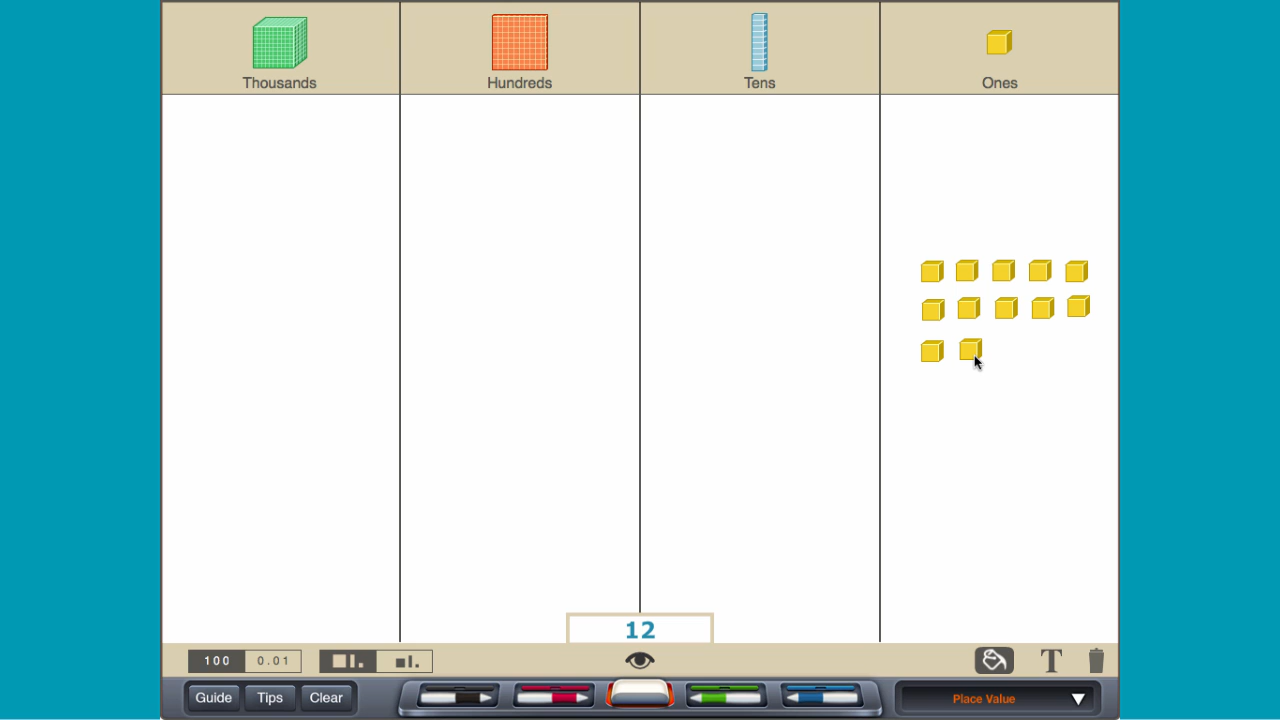 Thousands
Hundreds
Tens
Ones
12
100
0.01
T
Guide
Tips
Clear
Place Value